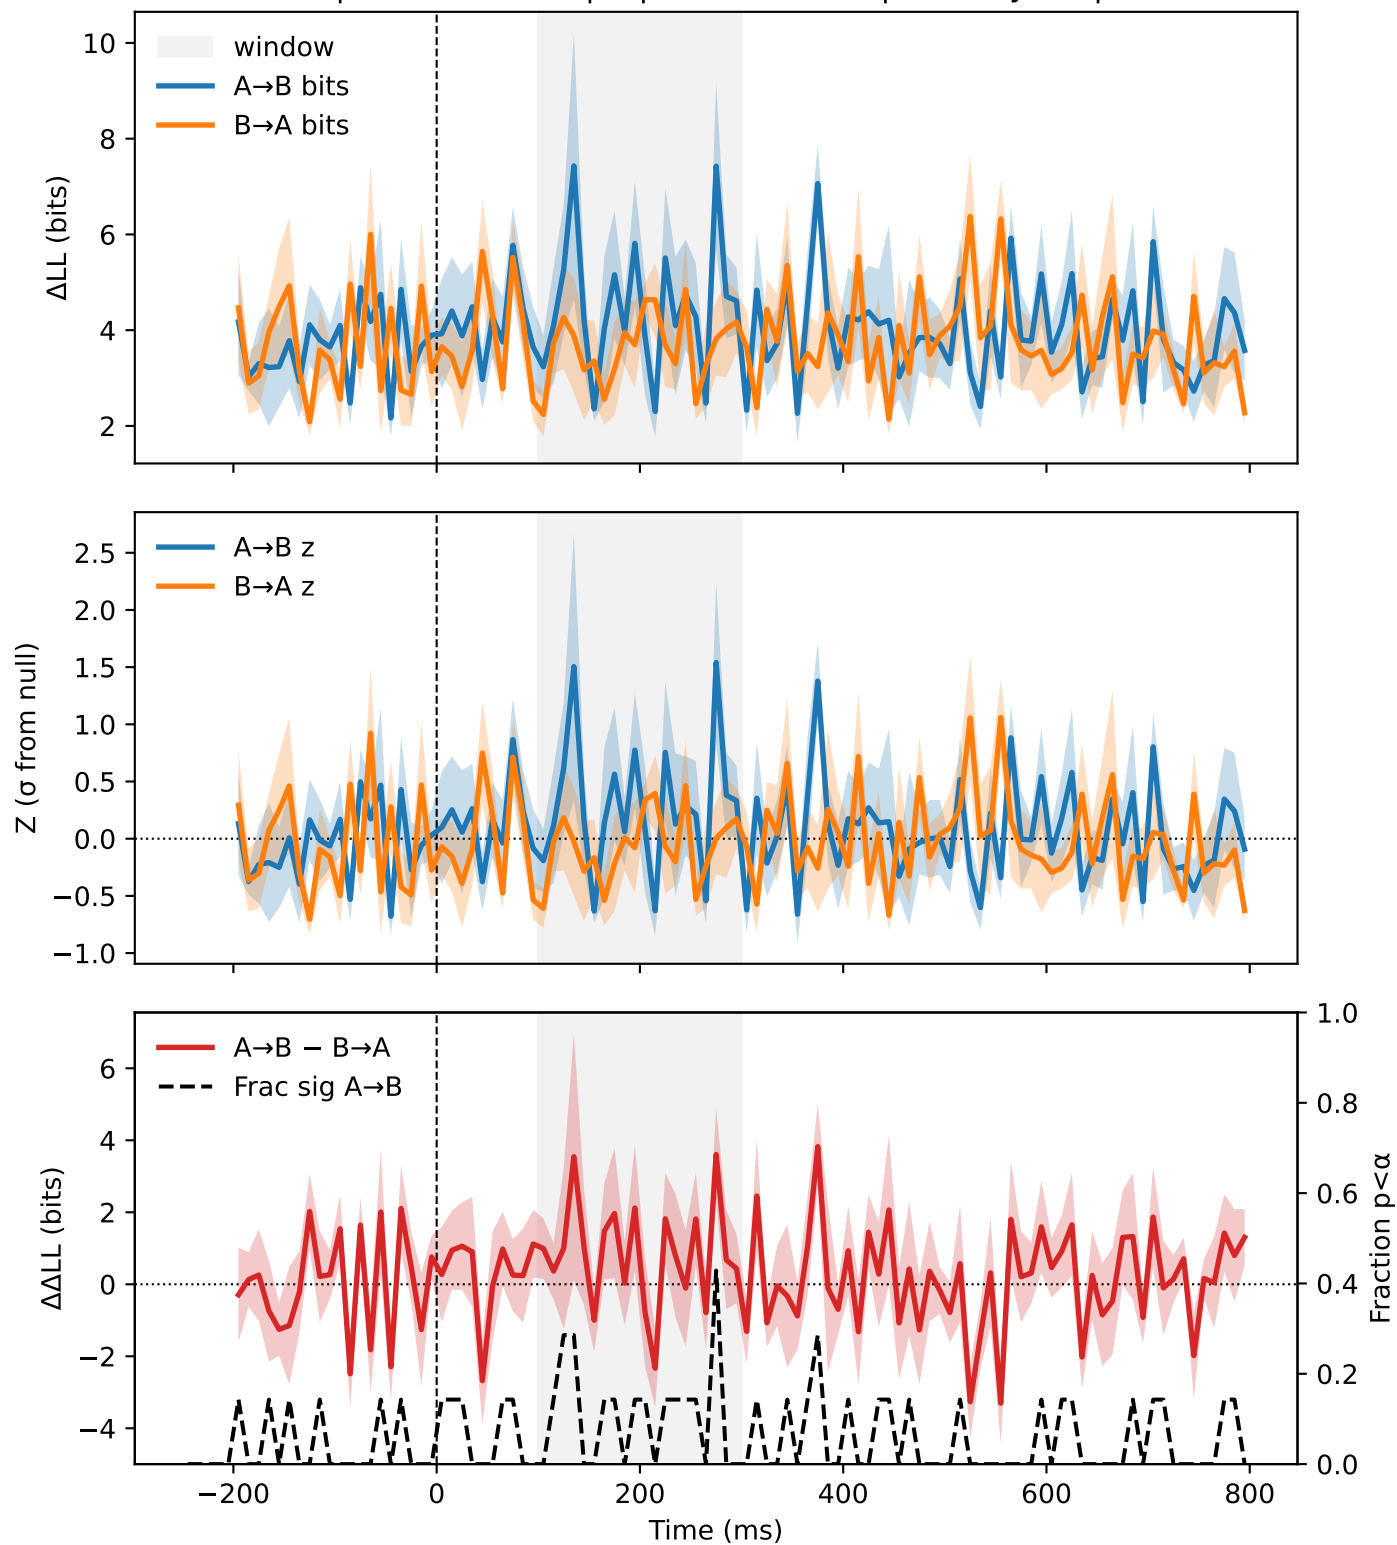 10
8
6
4
2
ΔLL (bits)
window
A→B bits
B→A bits
2.5
2.0
1.5
1.0
0.5
0.0
−0.5
−1.0
Z (σ from null)
A→B z
B→A z
6
4
2
0
−2
−4
ΔΔLL (bits)
A→B − B→A
Frac sig A→B
1.0
0.8
0.6
0.4
0.2
0.0
Fraction p<α
−200 0 200 400 600 800
Time (ms)